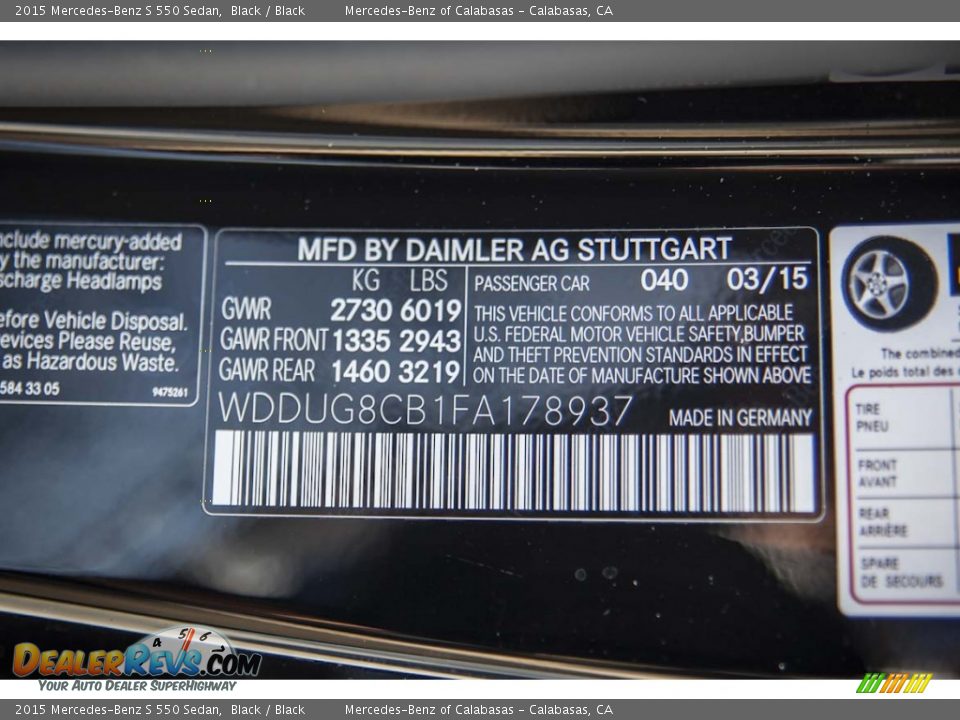 2015 Mercedes-Benz S 550 Sedan, Black / Black Mercedes-Benz of Calabasas - Calabasas, CA
nclude mercury-added
y the manufacturer:
scharge Headlamps
efore Vehicle Disposal.
evices Please Reuse,
as Hazardous Waste.
584 33 05 9475261
MFD BY DAIMLER AG STUTTGART
KG LBS
GVWR 2730 6019
GAWR FRONT 1335 2943
GAWR REAR 1460 3219
PASSENGER CAR 040 03/15
THIS VEHICLE CONFORMS TO ALL APPLICABLE
U.S. FEDERAL MOTOR VEHICLE SAFETY,BUMPER
AND THEFT PREVENTION STANDARDS IN EFFECT
ON THE DATE OF MANUFACTURE SHOWN ABOVE
WDDUG8CB1FA178937 MADE IN GERMANY
The combined
Le poids total des
TIRE
PNEU
FRONT
AVANT
REAR
ARRIÈRE
SPARE
DE SECOURS
4 5 6
DEALERREVS.COM
YOUR AUTO DEALER SUPERHIGHWAY
2015 Mercedes-Benz S 550 Sedan, Black / Black Mercedes-Benz of Calabasas - Calabasas, CA